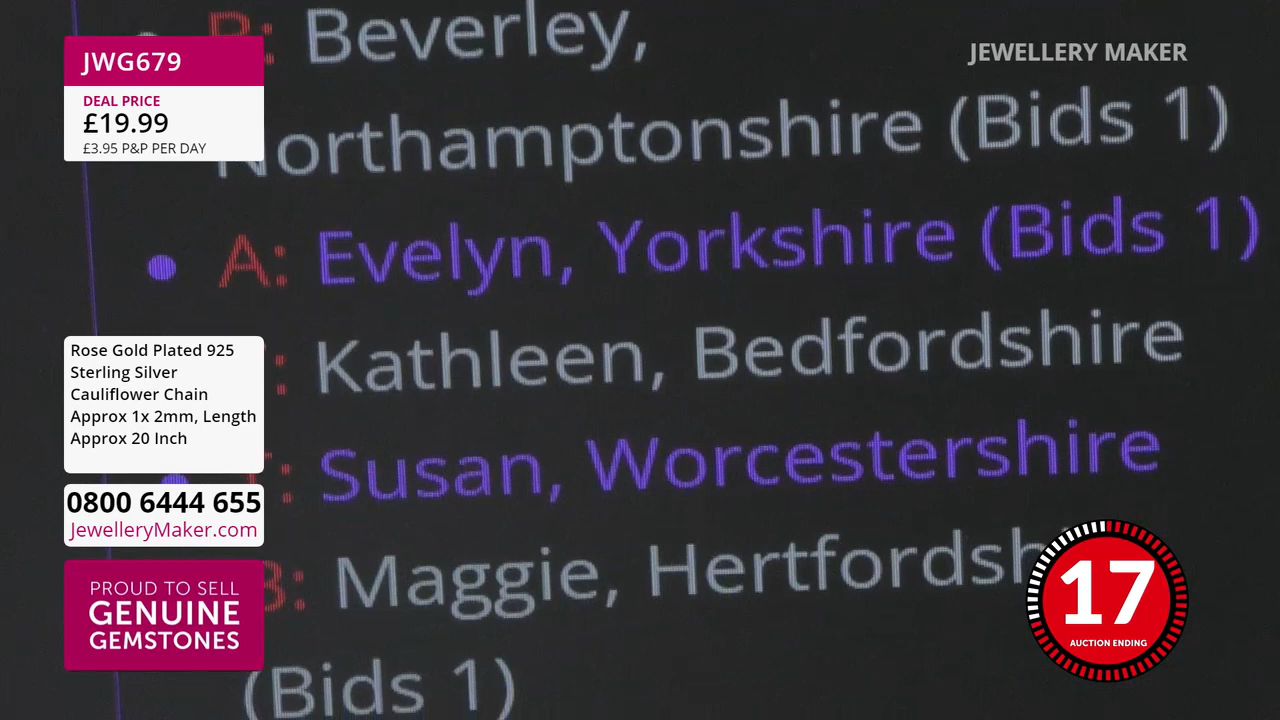 JWG679
DEAL PRICE
£19.99
£3.95 P&P PER DAY
JEWELLERY MAKER
B: Beverley,
Northamptonshire (Bids 1)
A: Evelyn, Yorkshire (Bids 1)
: Kathleen, Bedfordshire
: Susan, Worcestershire
B: Maggie, Hertfordsh
(Bids 1)
Rose Gold Plated 925
Sterling Silver
Cauliflower Chain
Approx 1x 2mm, Length
Approx 20 Inch
0800 6444 655
JewelleryMaker.com
PROUD TO SELL
GENUINE
GEMSTONES
17
AUCTION ENDING